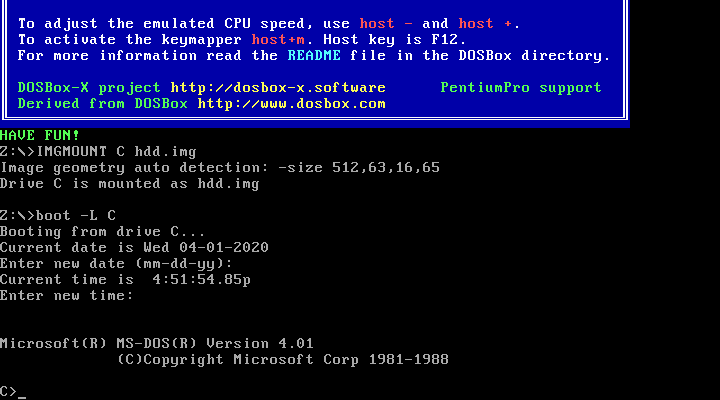 To adjust the emulated CPU speed, use host - and host +.
To activate the keymapper host+m. Host key is F12.
For more information read the README file in the DOSBox directory.
DOSBox-X project http://dosbox-x.software PentiumPro support
Derived from DOSBox http://www.dosbox.com
HAVE FUN!
Z:\>IMGMOUNT C hdd.img
Image geometry auto detection: -size 512,63,16,65
Drive C is mounted as hdd.img
Z:\>boot -L C
Booting from drive C...
Current date is Wed 04-01-2020
Enter new date (mm-dd-yy):
Current time is  4:51:54.85p
Enter new time:
Microsoft(R) MS-DOS(R) Version 4.01
(C)Copyright Microsoft Corp 1981-1988
C>_